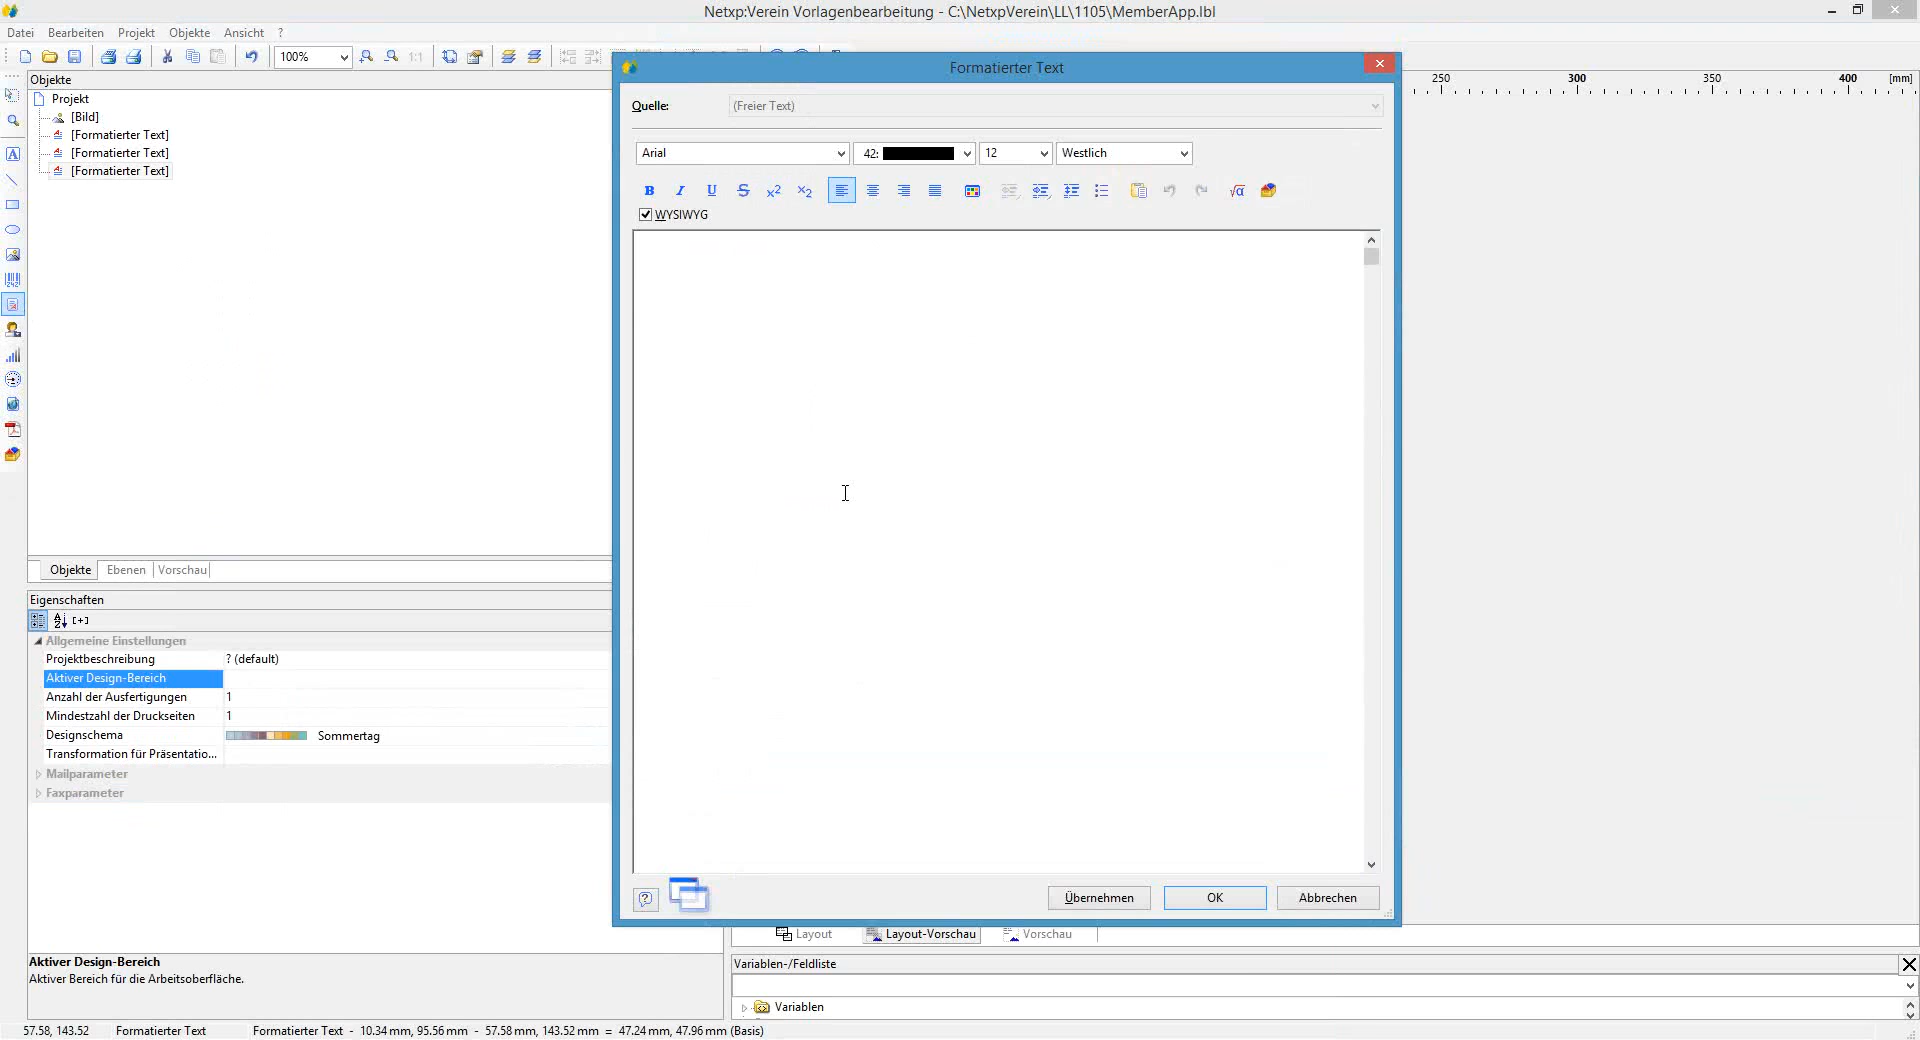 Netxp:Verein Vorlagenbearbeitung - C:\NetxpVerein\LL\1105\MemberApp.lbl
Datei Bearbeiten Projekt Objekte Ansicht ?
100% 1:1
Objekte
Projekt
[Bild]
[Formatierter Text]
[Formatierter Text]
[Formatierter Text]
Objekte Ebenen Vorschau
Eigenschaften
Allgemeine Einstellungen
Projektbeschreibung ? (default)
Aktiver Design-Bereich
Anzahl der Ausfertigungen 1
Mindestzahl der Druckseiten 1
Designschema Sommertag
Transformation für Präsentatio...
Mailparameter
Faxparameter
Aktiver Design-Bereich
Aktiver Bereich für die Arbeitsoberfläche.
Formatierter Text
Quelle: (Freier Text)
Arial 42: 12 Westlich
B I U S x² x₂
WYSIWYG
Übernehmen OK Abbrechen
250 300 350 400 [mm]
Layout Layout-Vorschau Vorschau
Variablen-/Feldliste
Variablen
57.58, 143.52 Formatierter Text Formatierter Text - 10.34 mm, 95.56 mm - 57.58 mm, 143.52 mm = 47.24 mm, 47.96 mm (Basis)